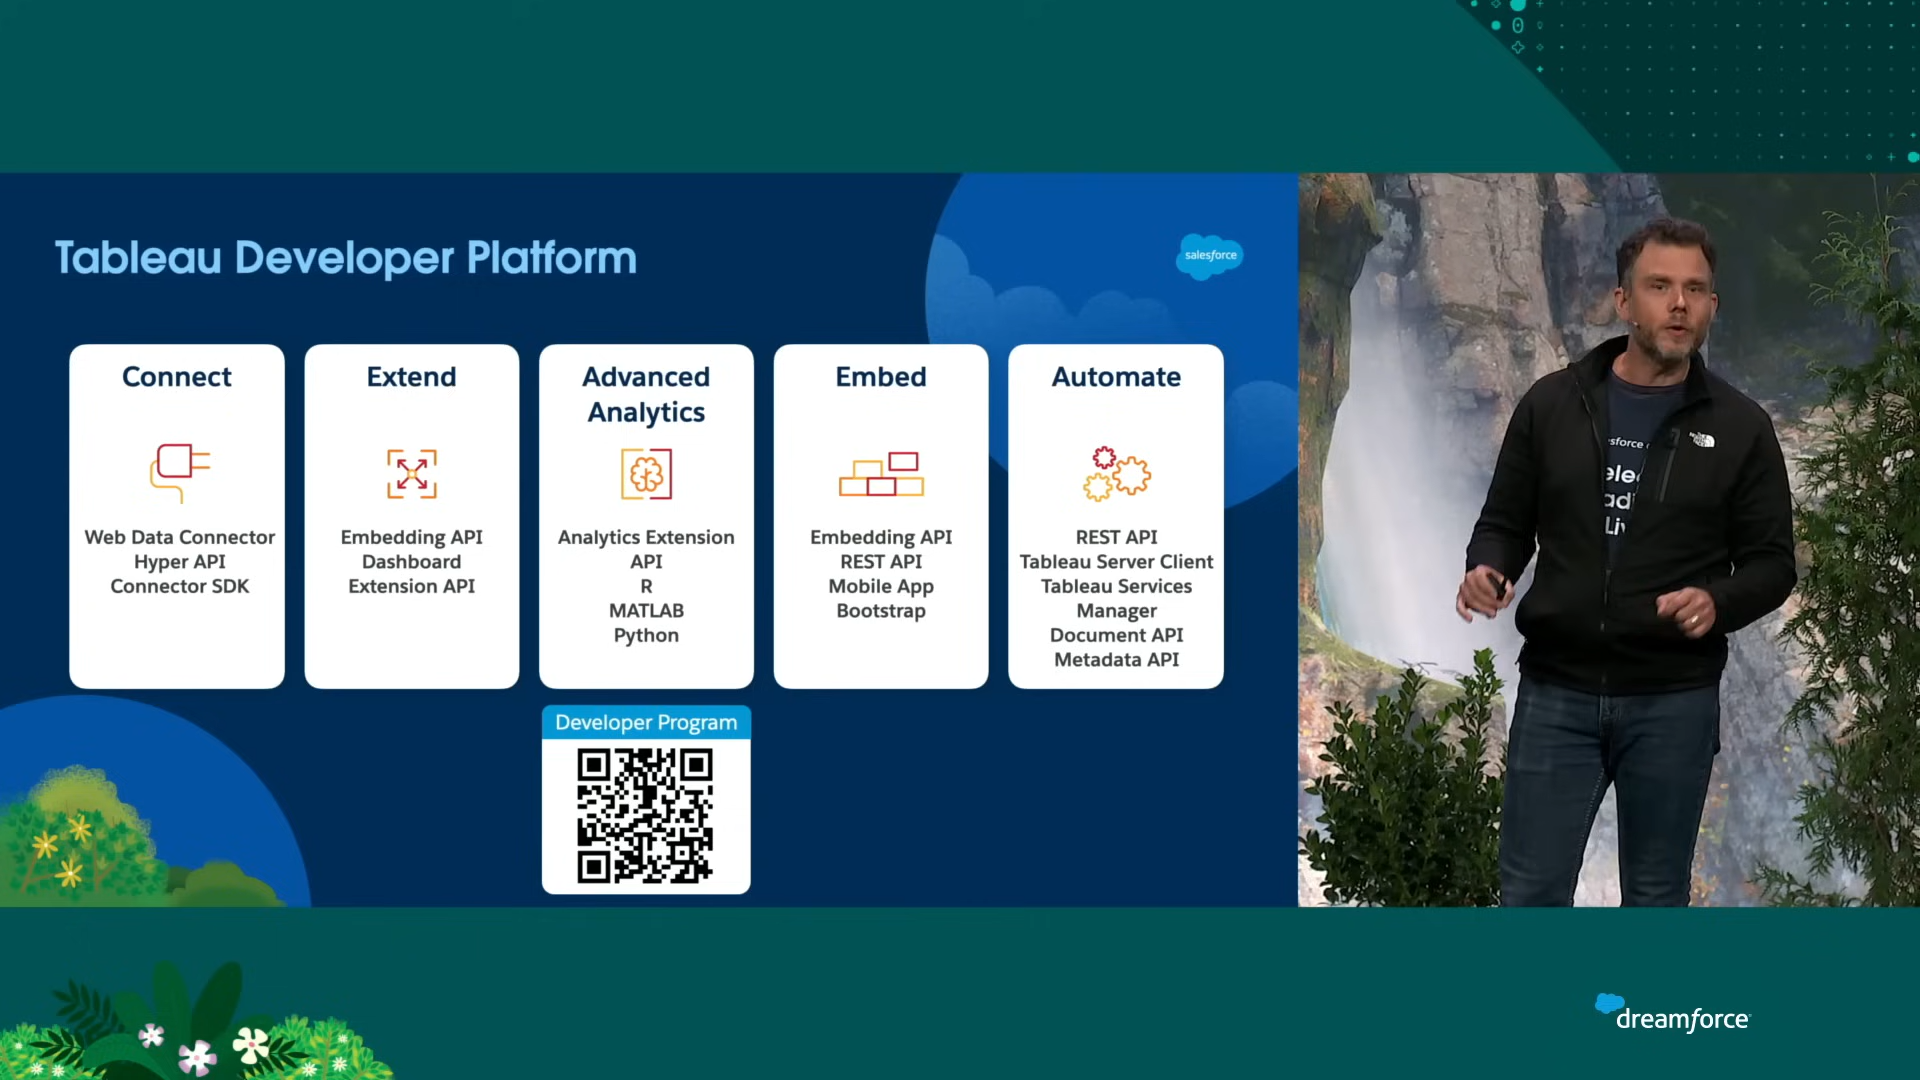 Tableau Developer Platform
salesforce
Connect
Web Data Connector
Hyper API
Connector SDK
Extend
Embedding API
Dashboard
Extension API
Advanced
Analytics
Analytics Extension
API
R
MATLAB
Python
Embed
Embedding API
REST API
Mobile App
Bootstrap
Automate
REST API
Tableau Server Client
Tableau Services
Manager
Document API
Metadata API
Developer Program
dreamforce